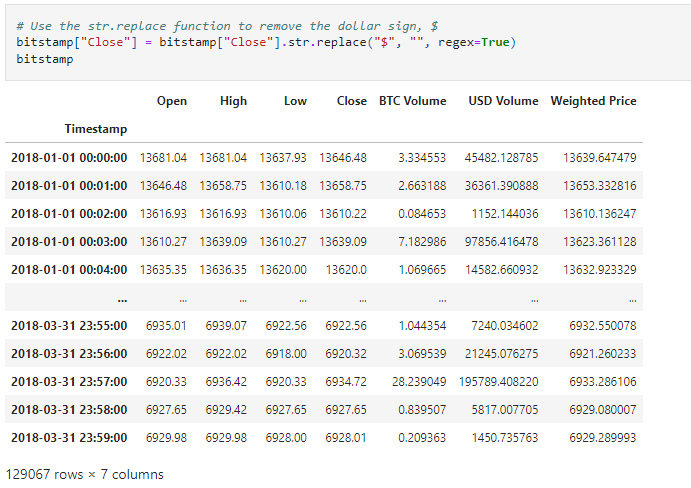 # Use the str.replace function to remove the dollar sign, $
bitstamp["Close"] = bitstamp["Close"].str.replace("$", "", regex=True)
bitstamp
Open High Low Close BTC Volume USD Volume Weighted Price
Timestamp
2018-01-01 00:00:00 13681.04 13681.04 13637.93 13646.48 3.334553 45482.128785 13639.647479
2018-01-01 00:01:00 13646.48 13658.75 13610.18 13658.75 2.663188 36361.390888 13653.332816
2018-01-01 00:02:00 13616.93 13616.93 13610.06 13610.22 0.084653 1152.144036 13610.136247
2018-01-01 00:03:00 13610.27 13639.09 13610.27 13639.09 7.182986 97856.416478 13623.361128
2018-01-01 00:04:00 13635.35 13636.35 13620.00 13620.0 1.069665 14582.660932 13632.923329
... ... ... ... ... ... ... ...
2018-03-31 23:55:00 6935.01 6939.07 6922.56 6922.56 1.044354 7240.034602 6932.550078
2018-03-31 23:56:00 6922.02 6922.02 6918.00 6920.32 3.069539 21245.076275 6921.260233
2018-03-31 23:57:00 6920.33 6936.42 6920.33 6934.72 28.239049 195789.408220 6933.286106
2018-03-31 23:58:00 6927.65 6929.42 6927.65 6927.65 0.839507 5817.007705 6929.080007
2018-03-31 23:59:00 6929.98 6929.98 6928.00 6928.01 0.209363 1450.735763 6929.289993
129067 rows × 7 columns